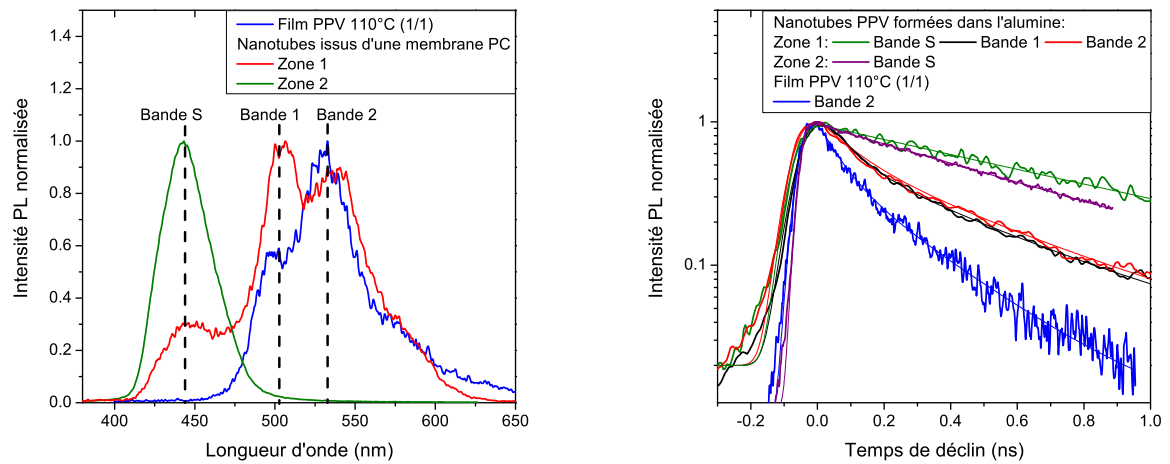 Film PPV 110°C (1/1)
Nanotubes issus d'une membrane PC
Zone 1
Zone 2
Bande S
Bande 1
Bande 2
1.4
1.2
1.0
0.8
0.6
0.4
0.2
0.0
400
450
500
550
600
650
Intensité PL normalisée
Longueur d'onde (nm)
Nanotubes PPV formées dans l'alumine:
Zone 1: Bande S Bande 1 Bande 2
Zone 2: Bande S
Film PPV 110°C (1/1)
Bande 2
1
0.1
-0.2
0.0
0.2
0.4
0.6
0.8
1.0
Intensité PL normalisée
Temps de déclin (ns)